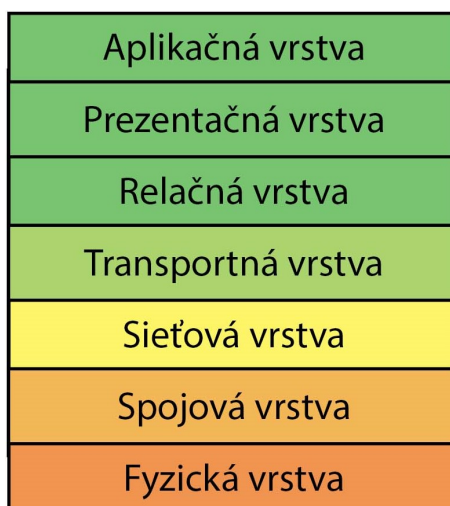 Aplikačná vrstva
Prezentačná vrstva
Relačná vrstva
Transportná vrstva
Sieťová vrstva
Spojová vrstva
Fyzická vrstva